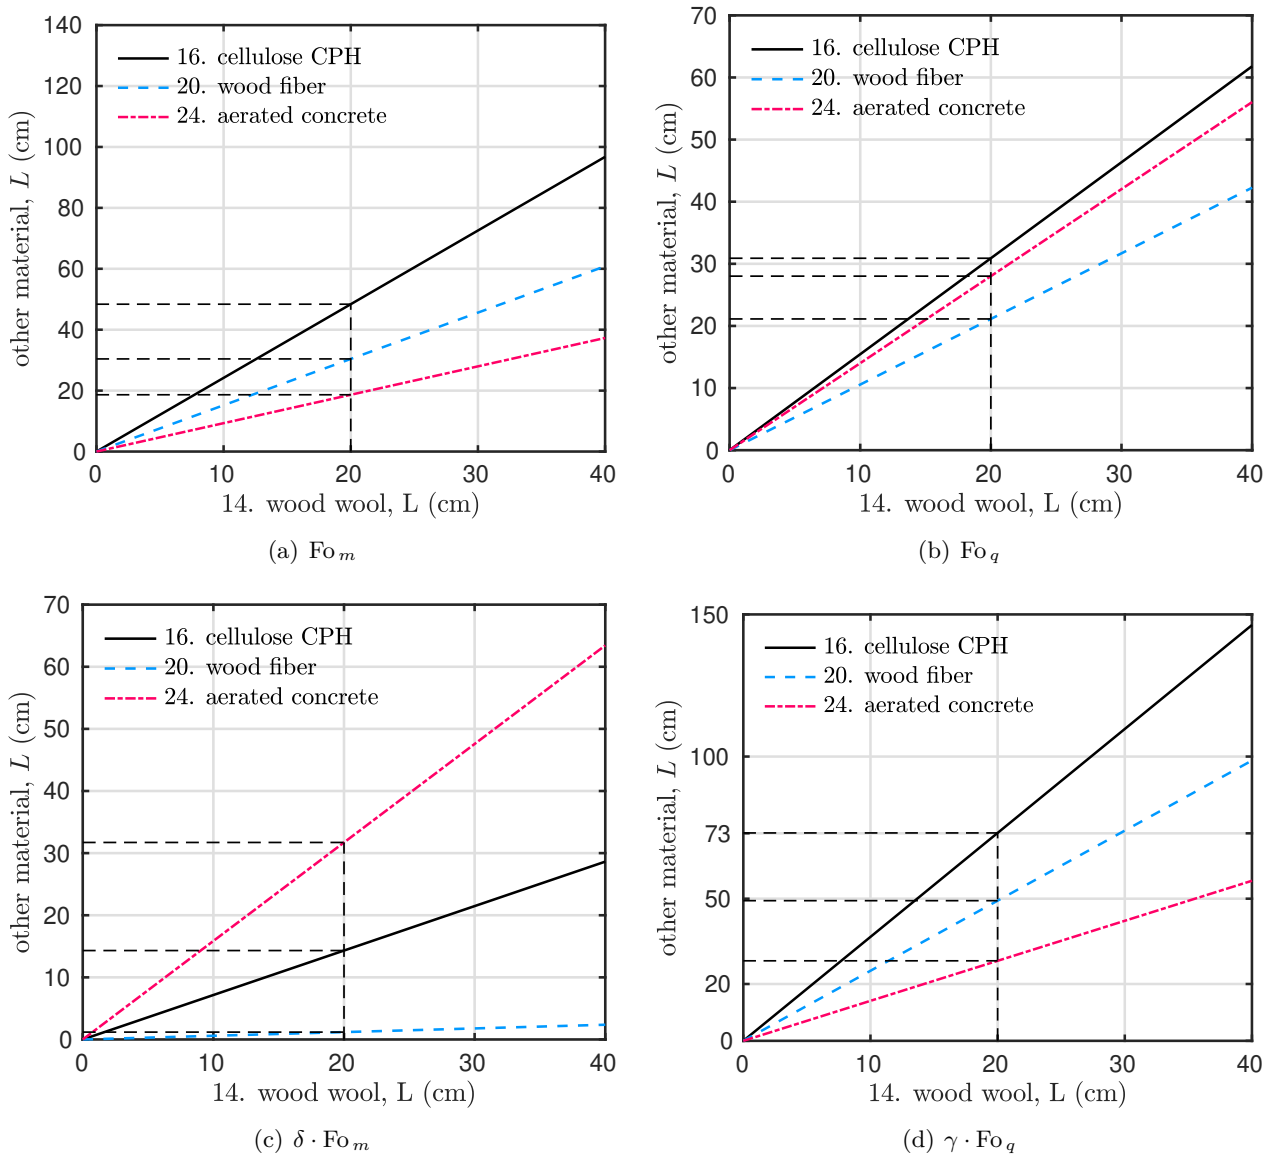 140
120
100
80
60
40
20
0
other material, L (cm)
16. cellulose CPH
20. wood fiber
24. aerated concrete
0 10 20 30 40
14. wood wool, L (cm)
(a) Fo m
70
60
50
40
30
20
10
0
other material, L (cm)
16. cellulose CPH
20. wood fiber
24. aerated concrete
0 10 20 30 40
14. wood wool, L (cm)
(b) Fo q
70
60
50
40
30
20
10
0
other material, L (cm)
16. cellulose CPH
20. wood fiber
24. aerated concrete
0 10 20 30 40
14. wood wool, L (cm)
(c) δ · Fo m
150
100
73
50
20
0
other material, L (cm)
16. cellulose CPH
20. wood fiber
24. aerated concrete
0 10 20 30 40
14. wood wool, L (cm)
(d) γ · Fo q